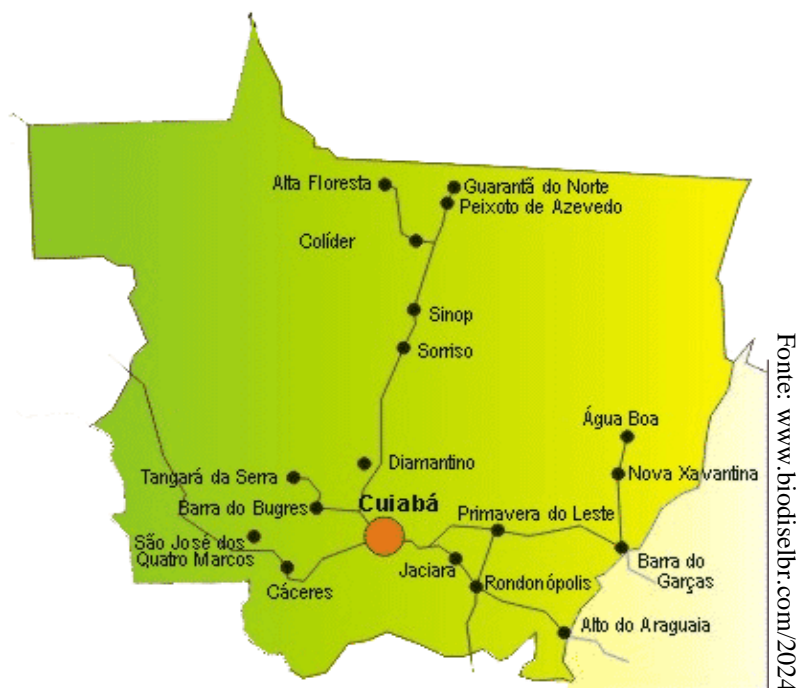 Alta Floresta
Guarantã do Norte
Peixoto de Azevedo
Colíder
Sinop
Sorriso
Água Boa
Diamantino
Nova Xavantina
Tangará da Serra
Cuiabá
Barra do Bugres
Primavera do Leste
São José dos
Quatro Marcos
Barra do
Garças
Jaciara
Rondonópolis
Cáceres
Alto do Araguaia
Fonte: www.biodiselbr.com/2024